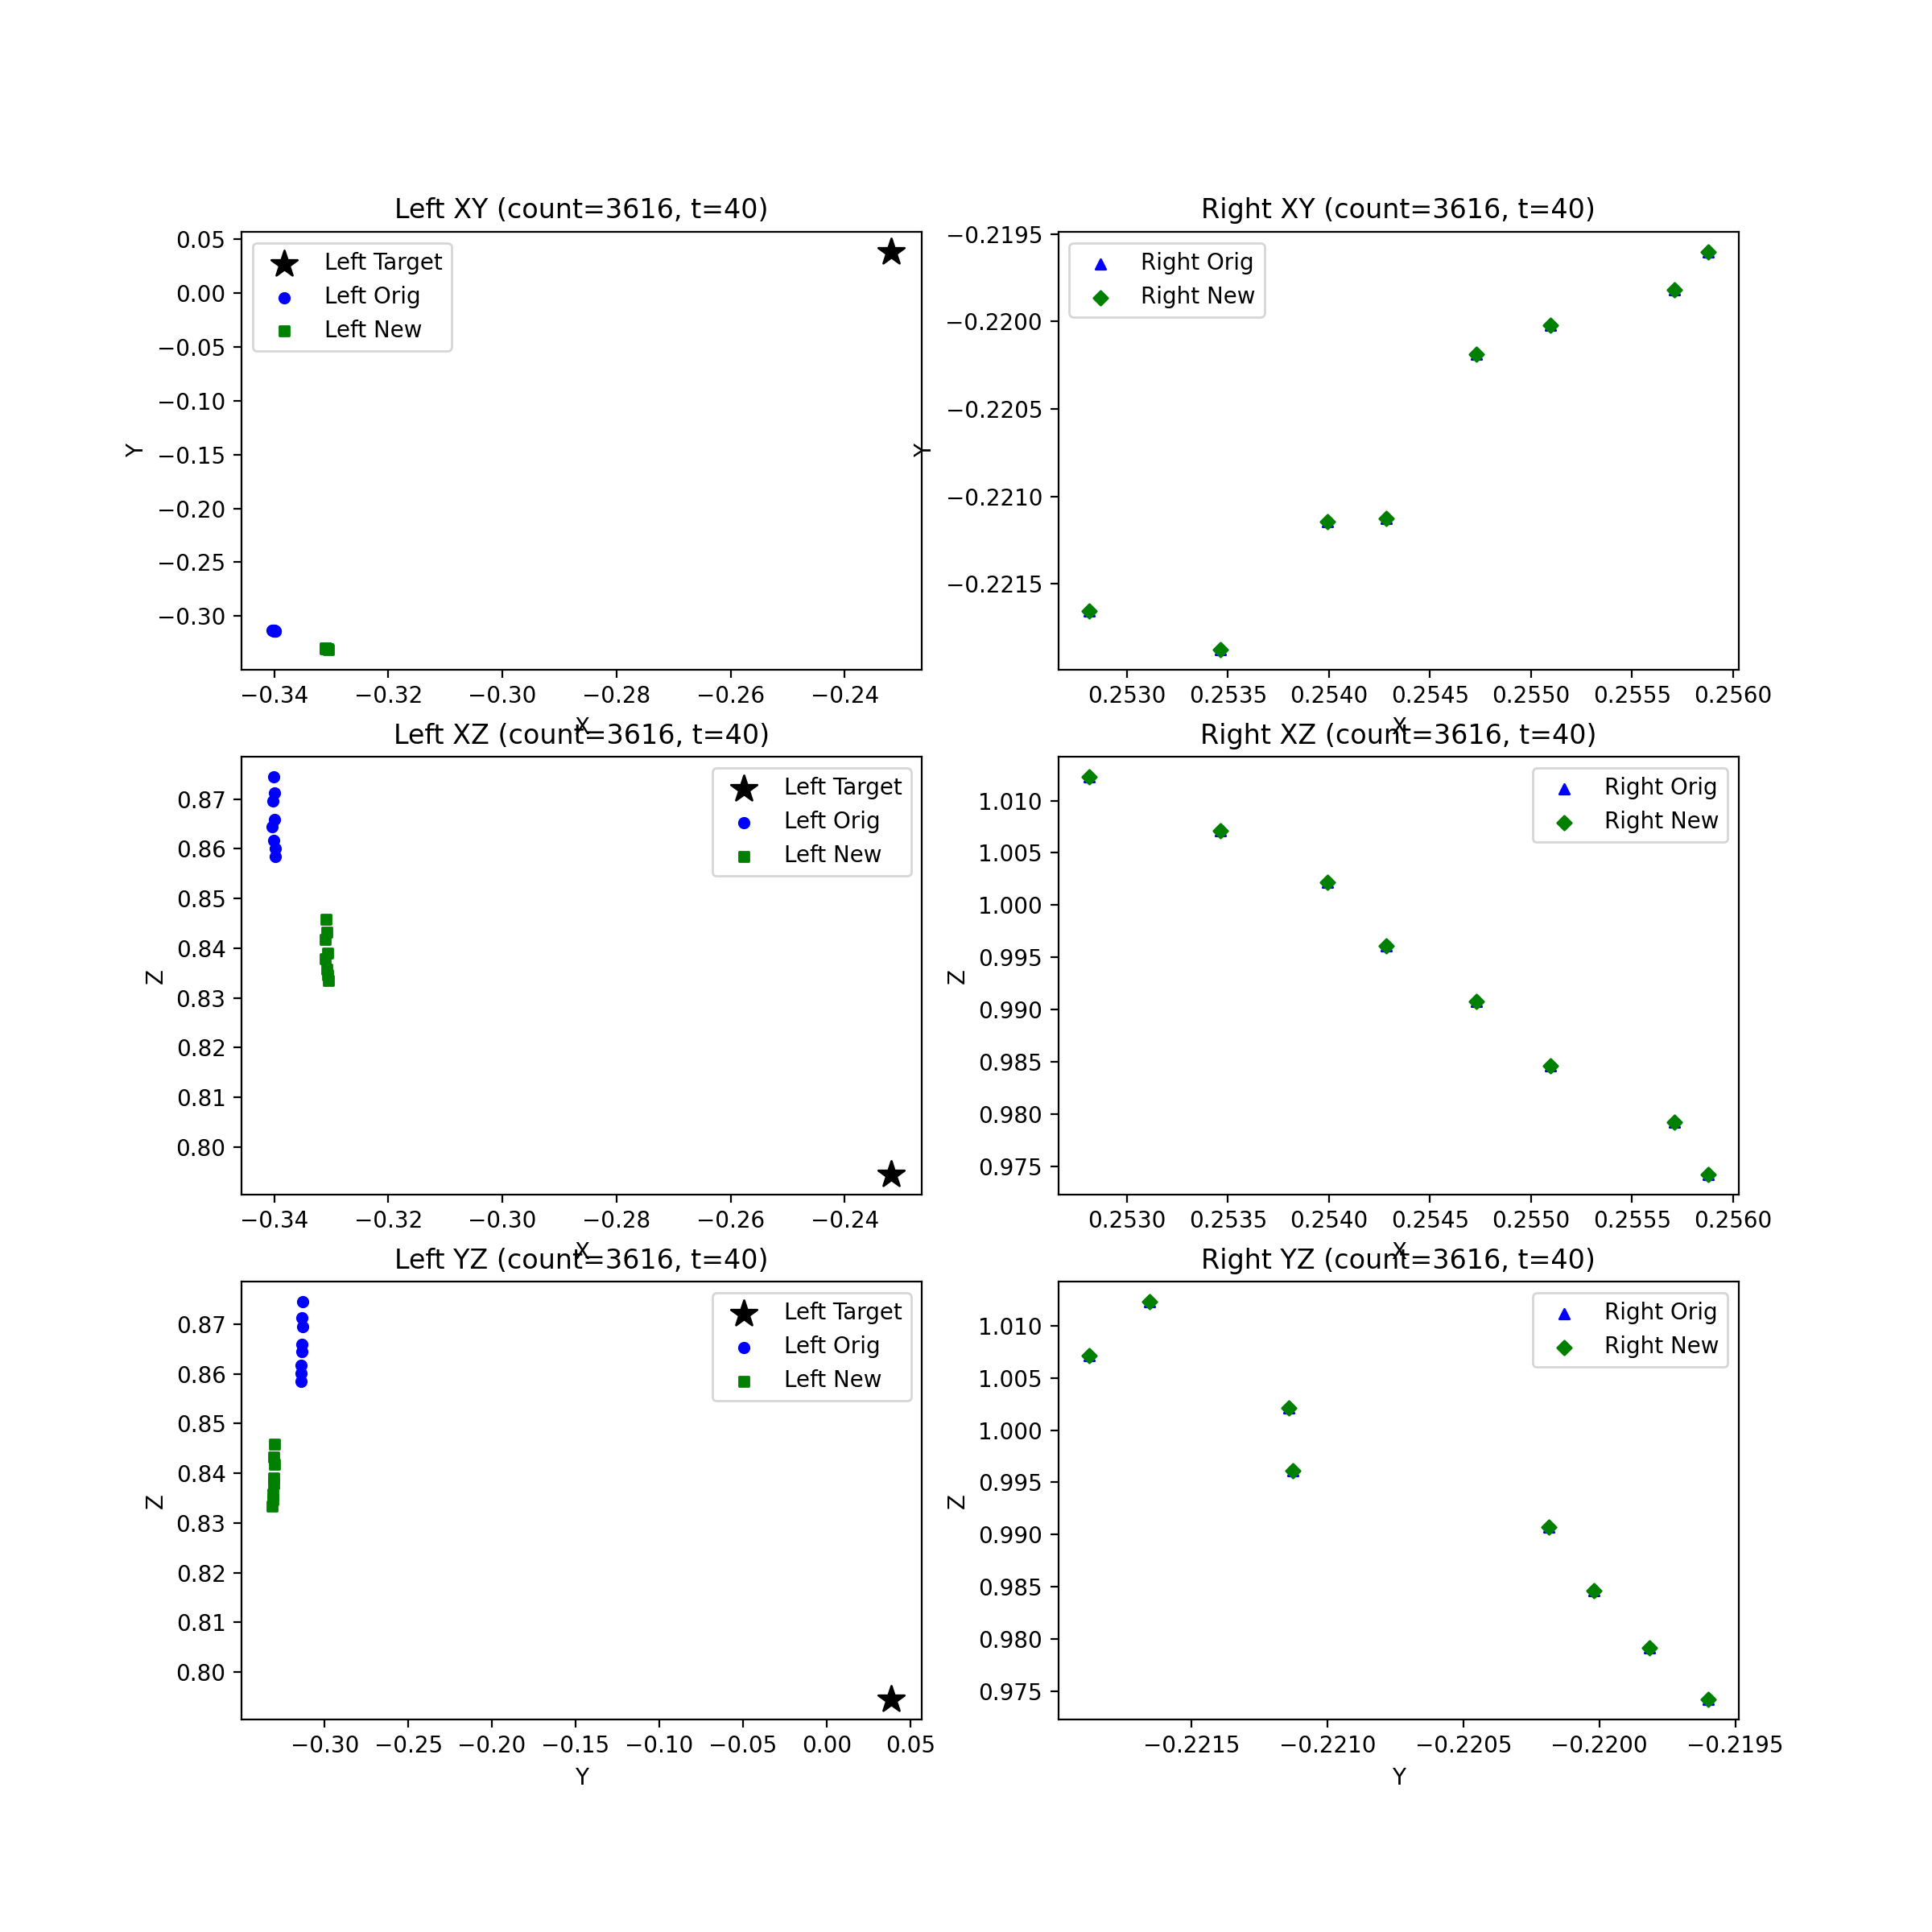 Left XY (count=3616, t=40)
0.05
0.00
−0.05
−0.10
−0.15
−0.20
−0.25
−0.30
Y
Left Target
Left Orig
Left New
−0.34
−0.32
−0.30
−0.28
−0.26
−0.24
X
Right XY (count=3616, t=40)
−0.2195
−0.2200
−0.2205
−0.2210
−0.2215
Y
Right Orig
Right New
0.2530
0.2535
0.2540
0.2545
0.2550
0.2555
0.2560
X
Left XZ (count=3616, t=40)
0.87
0.86
0.85
0.84
0.83
0.82
0.81
0.80
Z
Left Target
Left Orig
Left New
−0.34
−0.32
−0.30
−0.28
−0.26
−0.24
X
Right XZ (count=3616, t=40)
1.010
1.005
1.000
0.995
0.990
0.985
0.980
0.975
Z
Right Orig
Right New
0.2530
0.2535
0.2540
0.2545
0.2550
0.2555
0.2560
X
Left YZ (count=3616, t=40)
0.87
0.86
0.85
0.84
0.83
0.82
0.81
0.80
Z
Left Target
Left Orig
Left New
−0.30
−0.25
−0.20
−0.15
−0.10
−0.05
0.00
0.05
Y
Right YZ (count=3616, t=40)
1.010
1.005
1.000
0.995
0.990
0.985
0.980
0.975
Z
Right Orig
Right New
−0.2215
−0.2210
−0.2205
−0.2200
−0.2195
Y